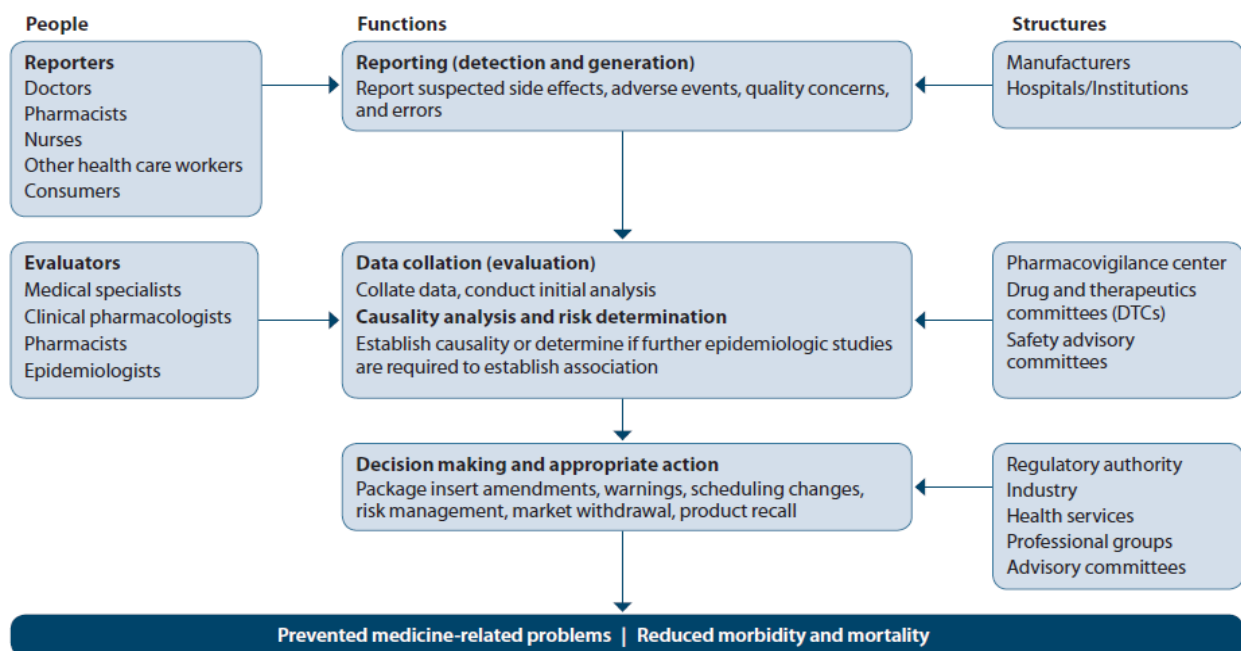 People
Functions
Structures
Reporters
Doctors
Pharmacists
Nurses
Other health care workers
Consumers
Reporting (detection and generation)
Report suspected side effects, adverse events, quality concerns,
and errors
Manufacturers
Hospitals/Institutions
Evaluators
Medical specialists
Clinical pharmacologists
Pharmacists
Epidemiologists
Data collation (evaluation)
Collate data, conduct initial analysis
Causality analysis and risk determination
Establish causality or determine if further epidemiologic studies
are required to establish association
Pharmacovigilance center
Drug and therapeutics
committees (DTCs)
Safety advisory
committees
Decision making and appropriate action
Package insert amendments, warnings, scheduling changes,
risk management, market withdrawal, product recall
Regulatory authority
Industry
Health services
Professional groups
Advisory committees
Prevented medicine-related problems | Reduced morbidity and mortality